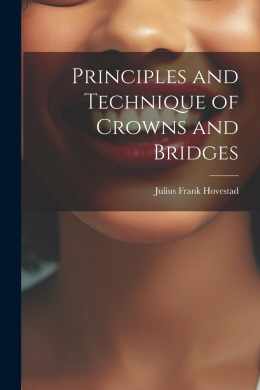 Principles and
Technique of
Crowns and
Bridges
Julius Frank Hovestad